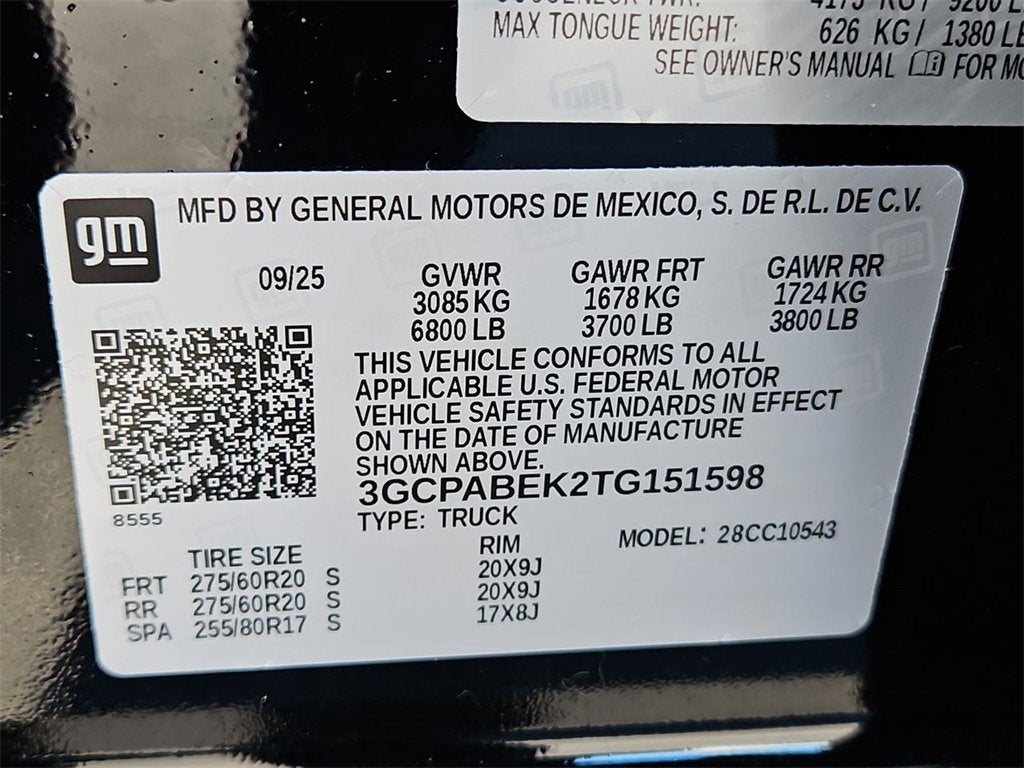 MAX TONGUE WEIGHT: 626 KG / 1380 LB
SEE OWNER'S MANUAL FOR MO
gm
MFD BY GENERAL MOTORS DE MEXICO, S. DE R.L. DE C.V.
09/25 GVWR GAWR FRT GAWR RR
3085 KG 1678 KG 1724 KG
6800 LB 3700 LB 3800 LB
THIS VEHICLE CONFORMS TO ALL
APPLICABLE U.S. FEDERAL MOTOR
VEHICLE SAFETY STANDARDS IN EFFECT
ON THE DATE OF MANUFACTURE
SHOWN ABOVE.
3GCPABEK2TG151598
8555
TYPE: TRUCK MODEL: 28CC10543
TIRE SIZE RIM
FRT 275/60R20 S 20X9J
RR 275/60R20 S 20X9J
SPA 255/80R17 S 17X8J